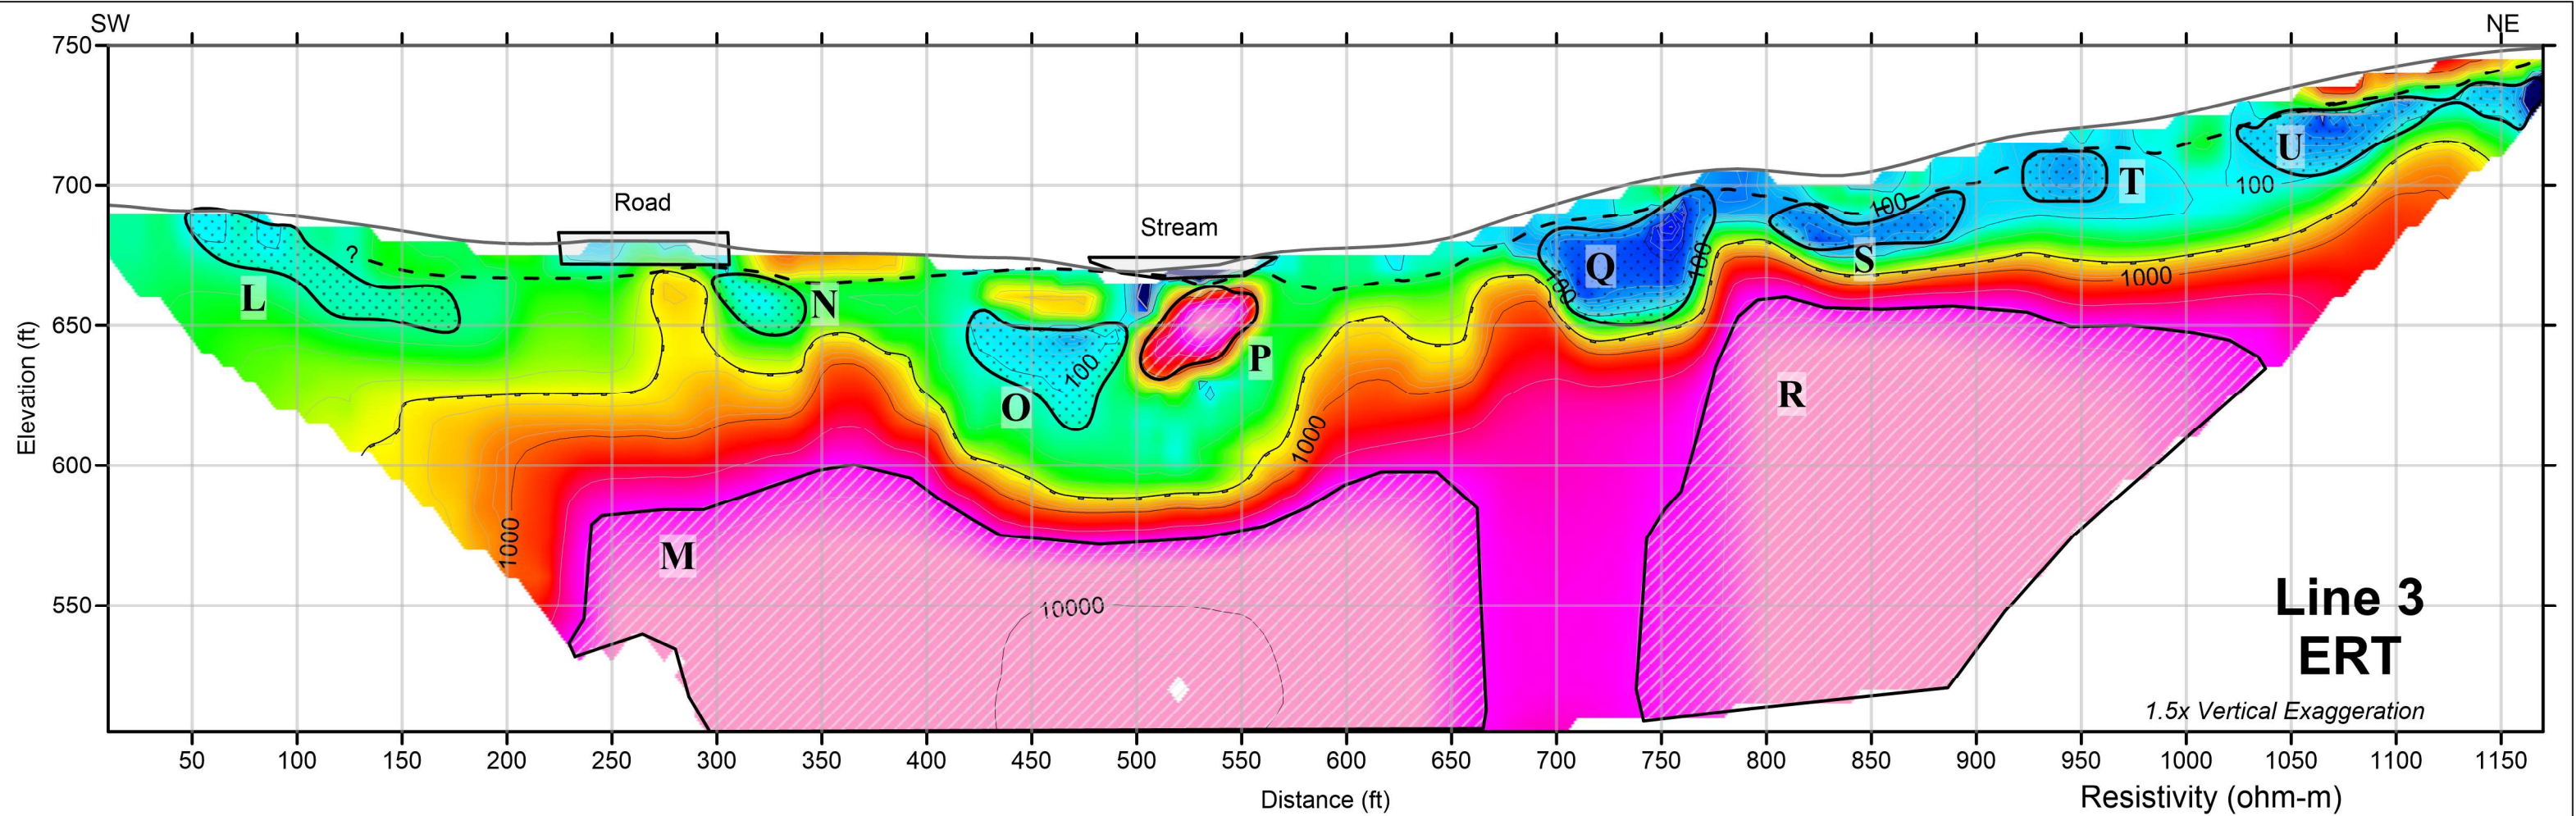 SW
NE
750
700
650
600
550
Elevation (ft)
Road
Stream
?
L
N
O
P
Q
S
T
U
M
R
100
100
100
100
100
1000
1000
1000
10000
Line 3
ERT
1.5x Vertical Exaggeration
50 100 150 200 250 300 350 400 450 500 550 600 650 700 750 800 850 900 950 1000 1050 1100 1150
Distance (ft)
Resistivity (ohm-m)